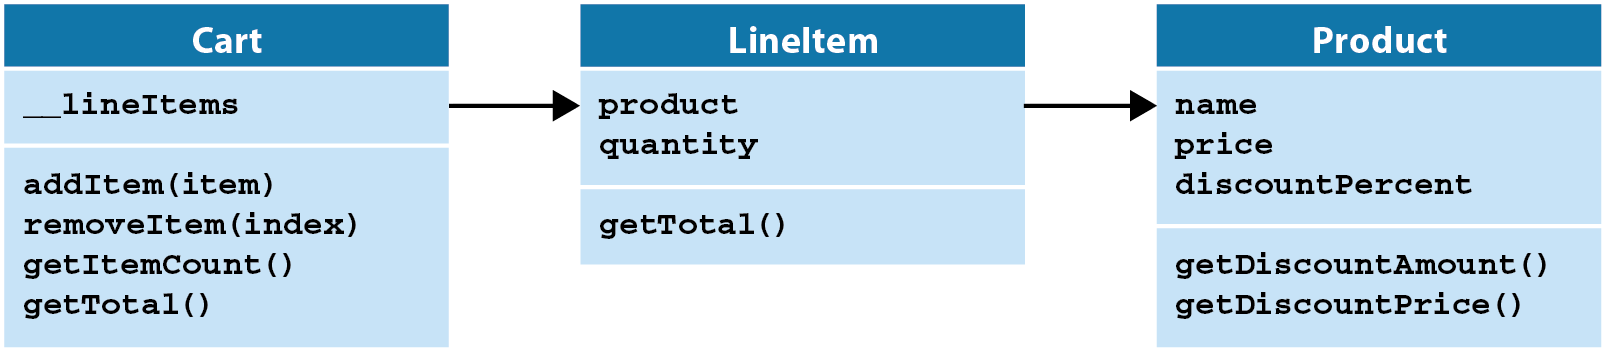 Cart
__lineItems
addItem(item)
removeItem(index)
getItemCount()
getTotal()
LineItem
product
quantity
getTotal()
Product
name
price
discountPercent
getDiscountAmount()
getDiscountPrice()